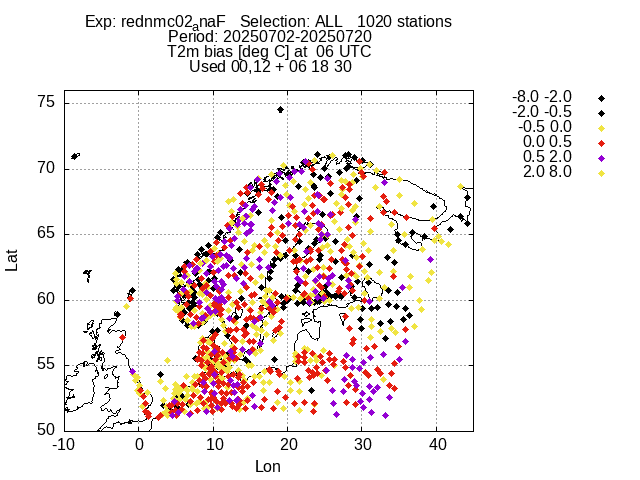 Exp: rednmc02anaF   Selection: ALL   1020 stations
Period: 20250702-20250720
T2m bias [deg C] at  06 UTC
Used 00,12 + 06 18 30
-8.0 -2.0
-2.0 -0.5
-0.5 0.0
0.0 0.5
0.5 2.0
2.0 8.0
75
70
65
60
55
50
Lat
-10 0 10 20 30 40
Lon